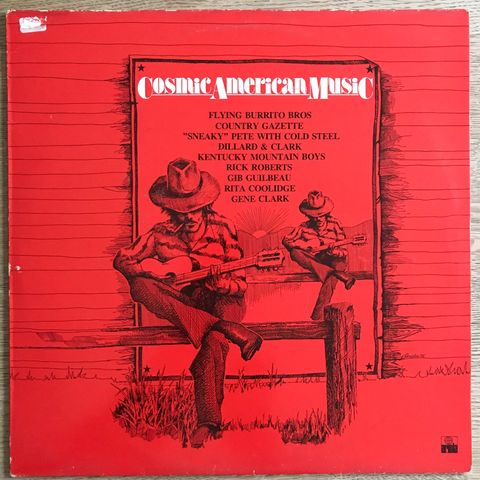 Cosmic American Music
FLYING BURRITO BROS
COUNTRY GAZETTE
"SNEAKY" PETE WITH COLD STEEL
DILLARD & CLARK
KENTUCKY MOUNTAIN BOYS
RICK ROBERTS
GIB GUILBEAU
RITA COOLIDGE
GENE CLARK